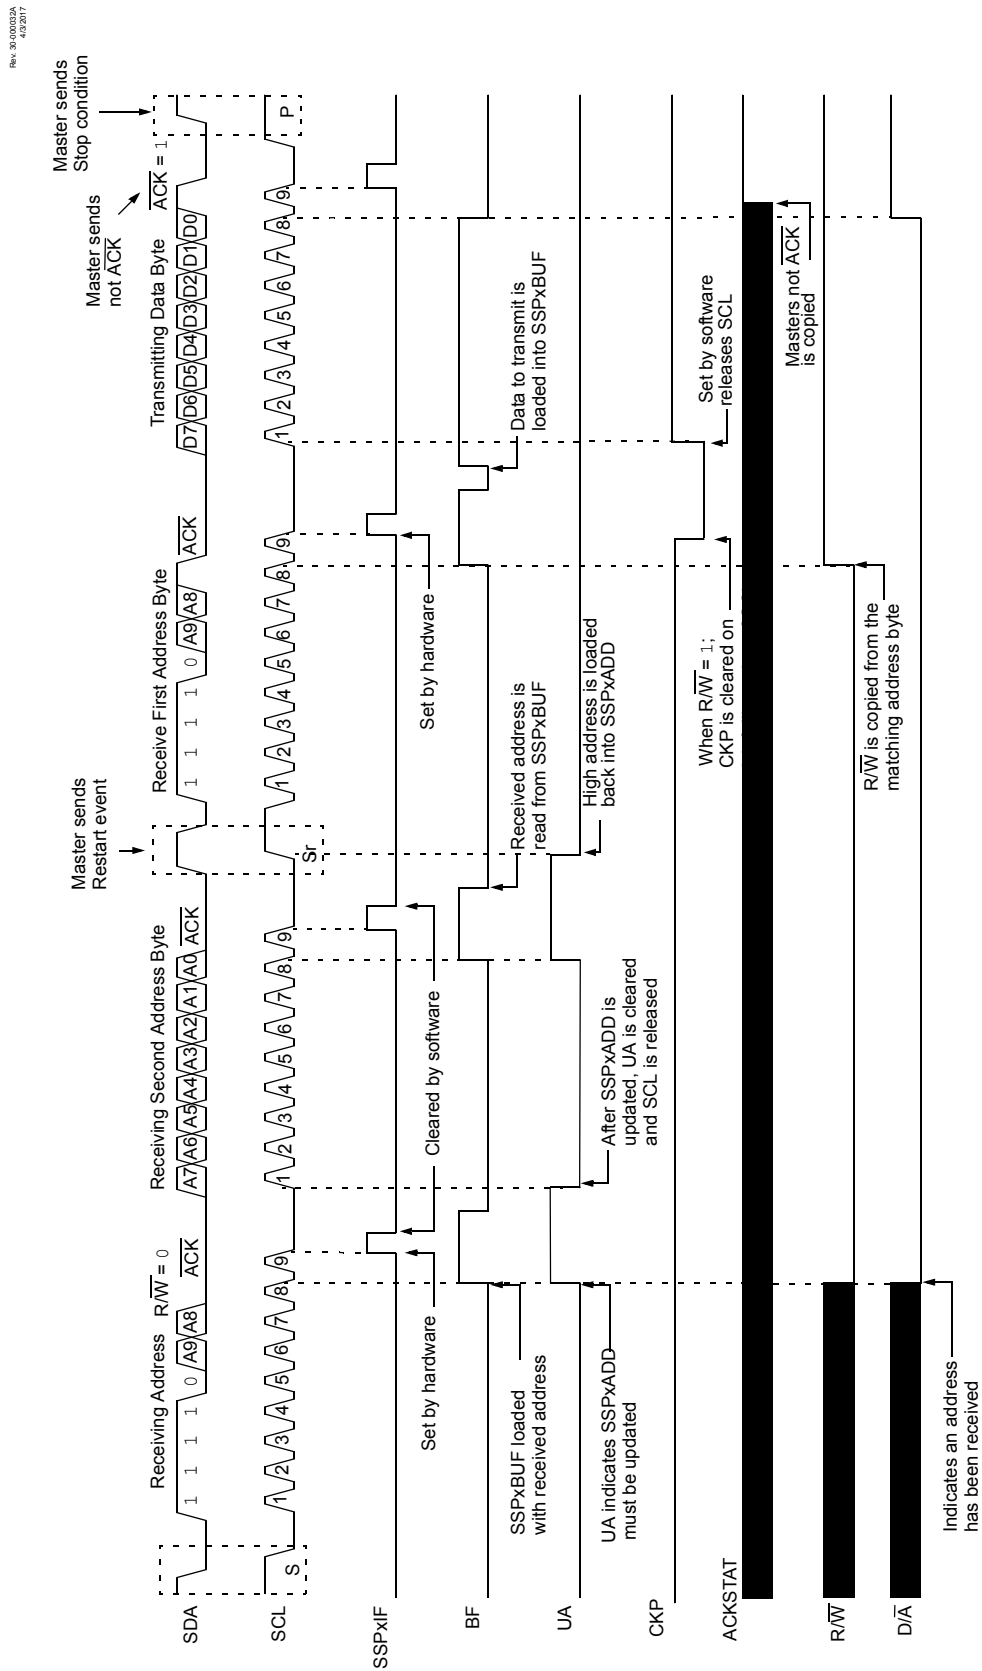 Rev. 30-000032A
4/3/2017
Master sends
Stop condition
Master sends
not ACK
Master sends
Restart event
Receiving Address R/W = 0
Receiving Second Address Byte
Receive First Address Byte
Transmitting Data Byte
ACK = 1
SDA
1 1 1 1 0 A9 A8 ACK
A7 A6 A5 A4 A3 A2 A1 A0 ACK
1 1 1 1 0 A9 A8 ACK
D7 D6 D5 D4 D3 D2 D1 D0
SCL
S
1 2 3 4 5 6 7 8 9
1 2 3 4 5 6 7 8 9
Sr
1 2 3 4 5 6 7 8 9
1 2 3 4 5 6 7 8 9
P
SSPxIF
Set by hardware
Cleared by software
Set by hardware
BF
SSPxBUF loaded
with received address
Received address is
read from SSPxBUF
Data to transmit is
loaded into SSPxBUF
UA
UA indicates SSPxADD
must be updated
After SSPxADD is
updated, UA is cleared
and SCL is released
High address is loaded
back into SSPxADD
CKP
When R/W = 1;
CKP is cleared on
Set by software
releases SCL
ACKSTAT
Masters not ACK
is copied
R/W
R/W is copied from the
matching address byte
D/A
Indicates an address
has been received